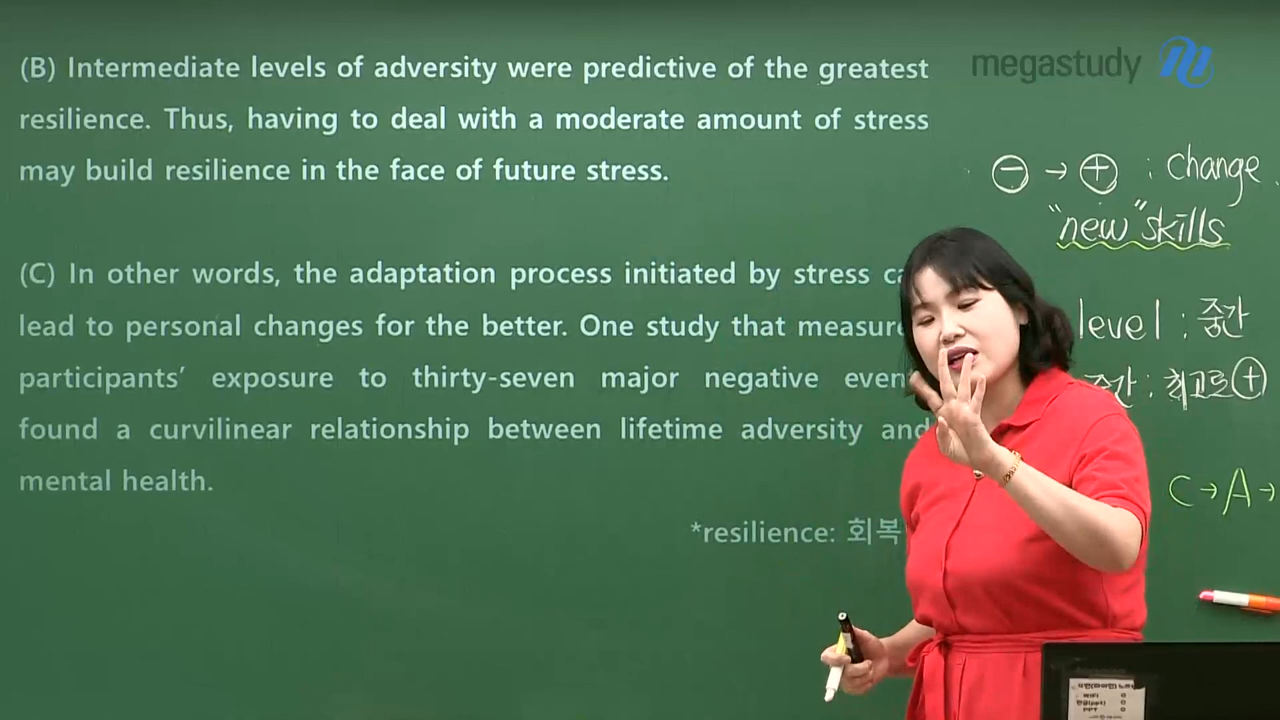 (B) Intermediate levels of adversity were predictive of the greatest
resilience. Thus, having to deal with a moderate amount of stress
may build resilience in the face of future stress.
(C) In other words, the adaptation process initiated by stress
lead to personal changes for the better. One study that measure
participants' exposure to thirty-seven major negative even
found a curvilinear relationship between lifetime adversity and
mental health.
*resilience: 회복
megastudy
⊖ → ⊕ : change
"new" skills
level : 중간
중간 : 최고로 ⊕
C → A →
WiFi
PPT